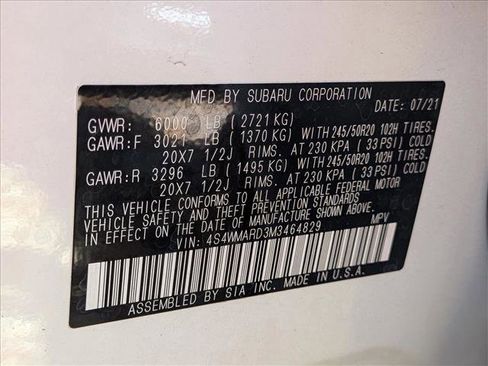 MFD BY SUBARU CORPORATION
DATE: 07/21
GVWR: 6000 LB (2721 KG)
GAWR:F 3021 LB (1370 KG) WITH 245/50R20 102H TIRES.
20X7 1/2J RIMS. AT 230 KPA ( 33 PSI) COLD
GAWR:R 3296 LB (1495 KG) WITH 245/50R20 102H TIRES.
20X7 1/2J RIMS. AT 230 KPA ( 33 PSI) COLD
THIS VEHICLE CONFORMS TO ALL APPLICABLE FEDERAL MOTOR
VEHICLE SAFETY AND THEFT PREVENTION STANDARDS IN EFFECT
ON THE DATE OF MANUFACTURE SHOWN ABOVE.
VIN: 4S4WMARD3M3464829 MPV
ASSEMBLED BY SIA INC. MADE IN U.S.A.